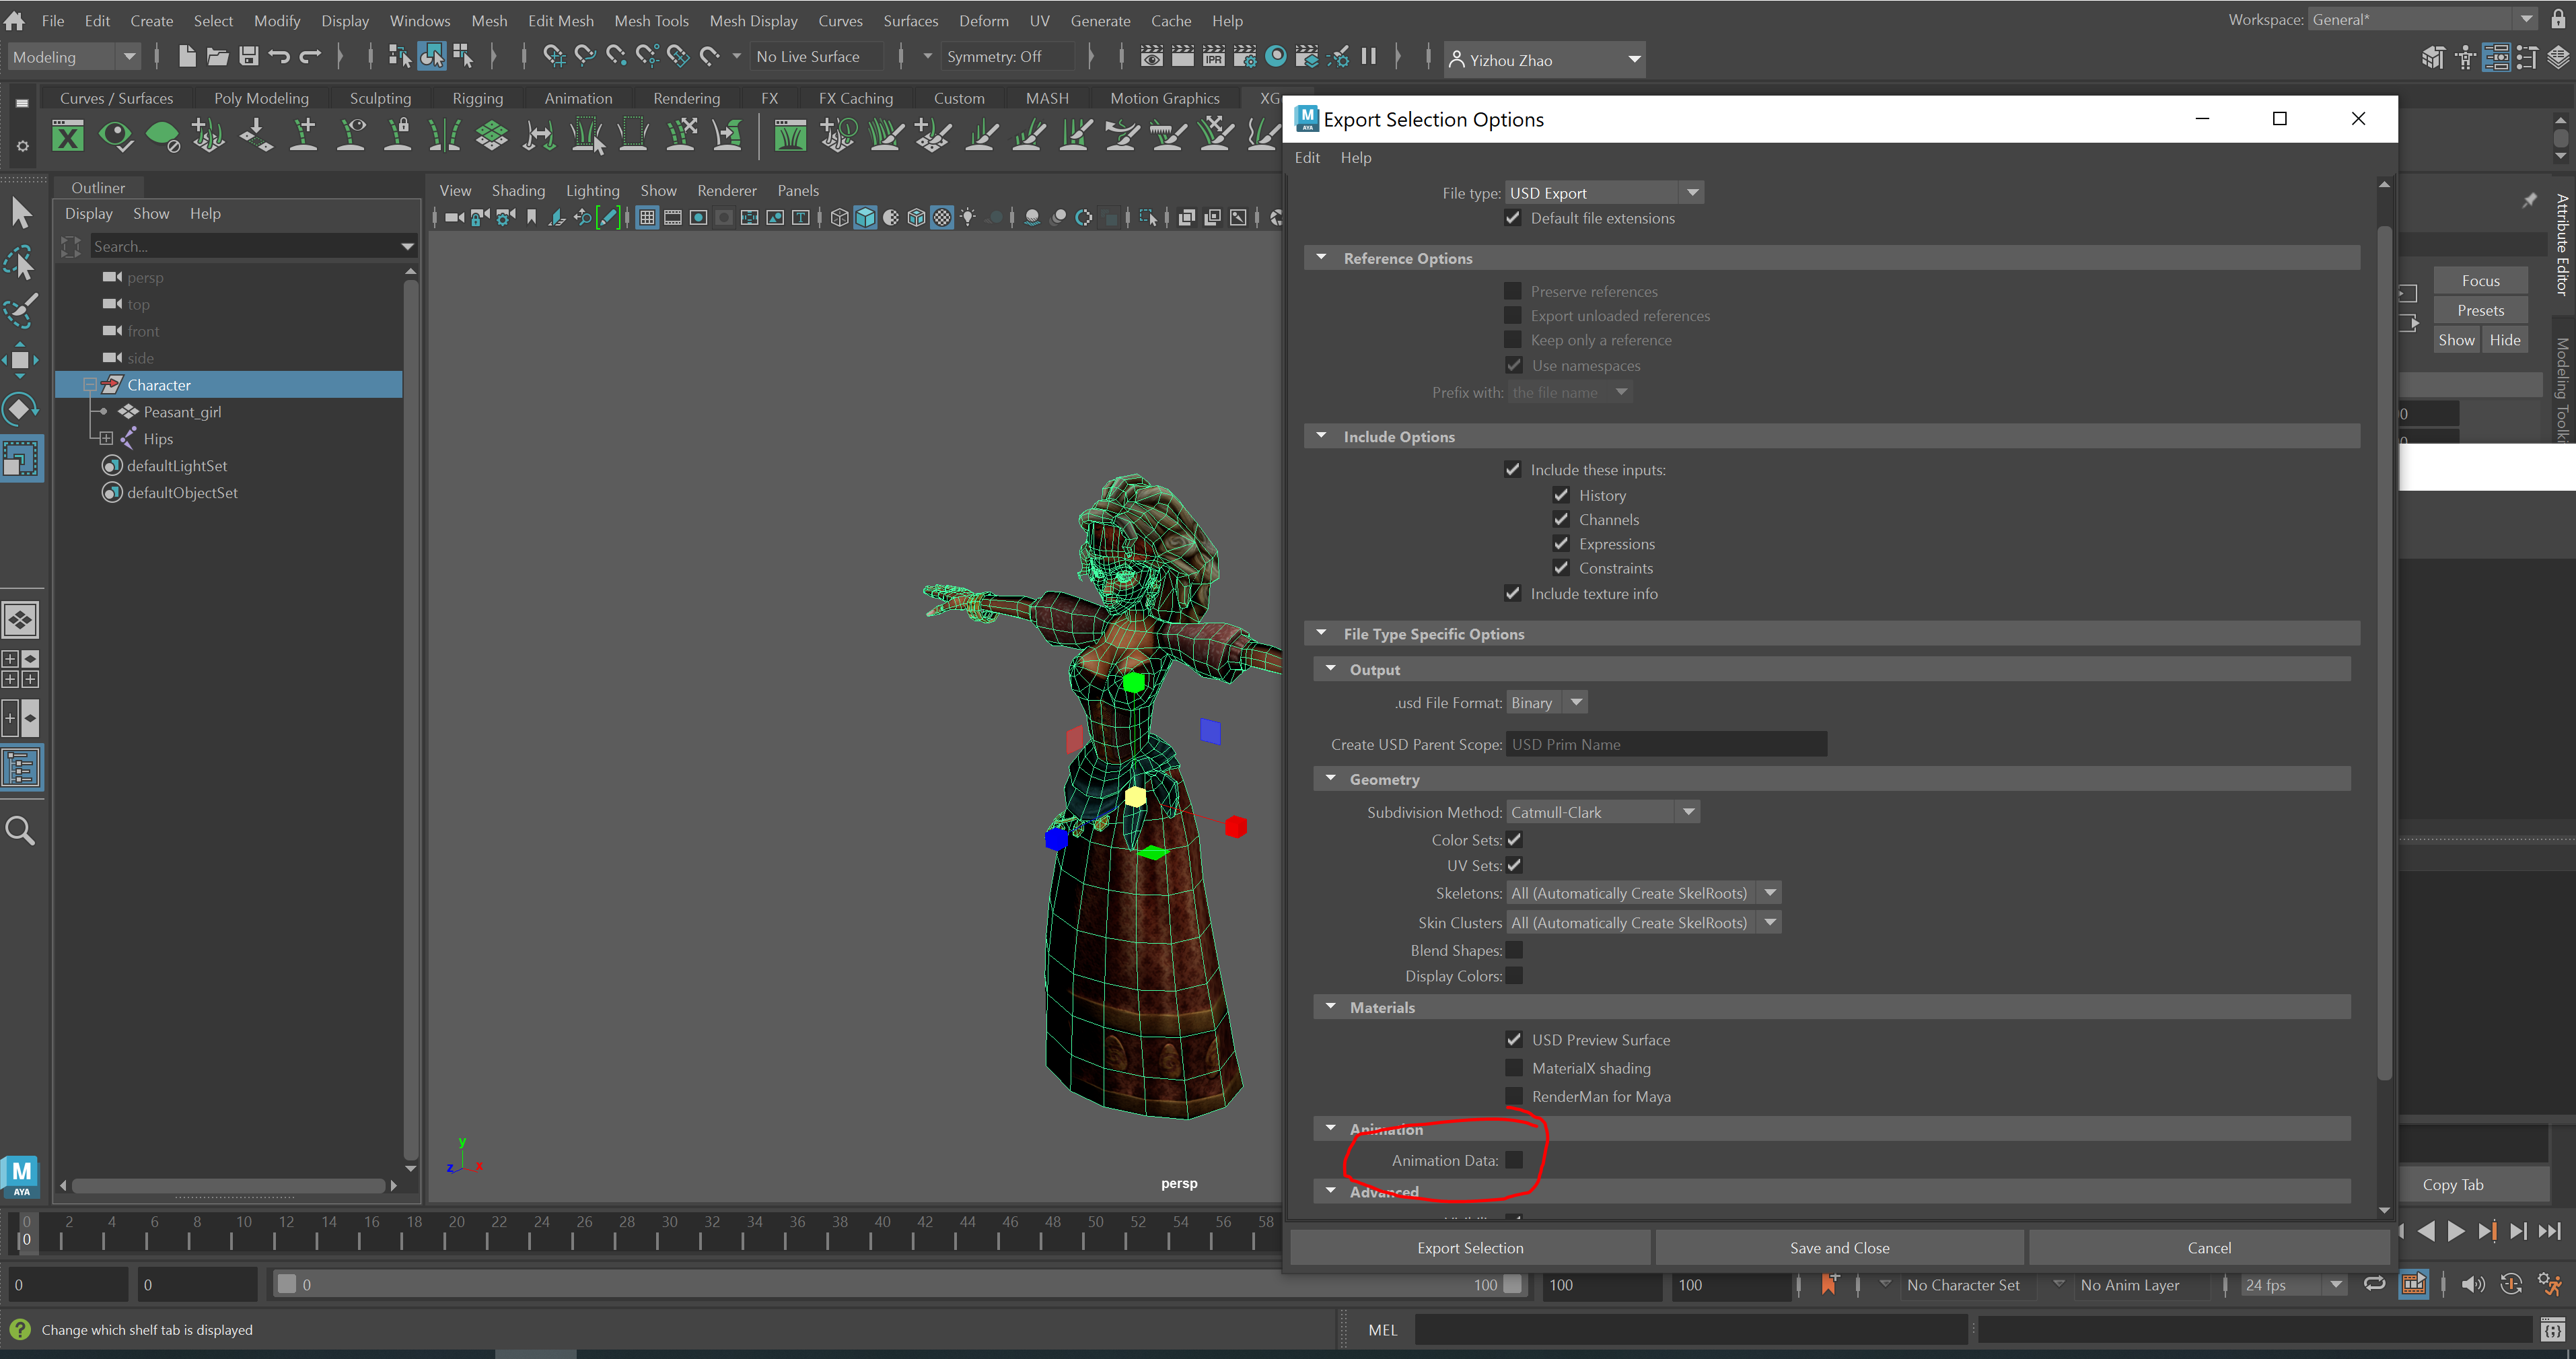 File Edit Create Select Modify Display Windows Mesh Edit Mesh Mesh Tools Mesh Display Curves Surfaces Deform UV Generate Cache Help Workspace: General*
Modeling No Live Surface Symmetry: Off IPR Yizhou Zhao
Curves / Surfaces Poly Modeling Sculpting Rigging Animation Rendering FX FX Caching Custom MASH Motion Graphics XG
Export Selection Options
Edit Help
Outliner
Display Show Help
Search...
persp
top
front
side
Character
Peasant_girl
Hips
defaultLightSet
defaultObjectSet
View Shading Lighting Show Renderer Panels
y
z x
persp
File type: USD Export
Default file extensions
Reference Options
Preserve references
Export unloaded references
Keep only a reference
Use namespaces
Prefix with: the file name
Include Options
Include these inputs:
History
Channels
Expressions
Constraints
Include texture info
File Type Specific Options
Output
.usd File Format: Binary
Create USD Parent Scope: USD Prim Name
Geometry
Subdivision Method: Catmull-Clark
Color Sets:
UV Sets:
Skeletons: All (Automatically Create SkelRoots)
Skin Clusters All (Automatically Create SkelRoots)
Blend Shapes:
Display Colors:
Materials
USD Preview Surface
MaterialX shading
RenderMan for Maya
Animation
Animation Data:
Advanced
Export Selection Save and Close Cancel
Attribute Editor
Modeling Toolki
Focus
Presets
Show Hide
Copy Tab
M
AYA
0 2 4 6 8 10 12 14 16 18 20 22 24 26 28 30 32 34 36 38 40 42 44 46 48 50 52 54 56 58
0
0 0 0 100 100 100 No Character Set No Anim Layer 24 fps
Change which shelf tab is displayed MEL